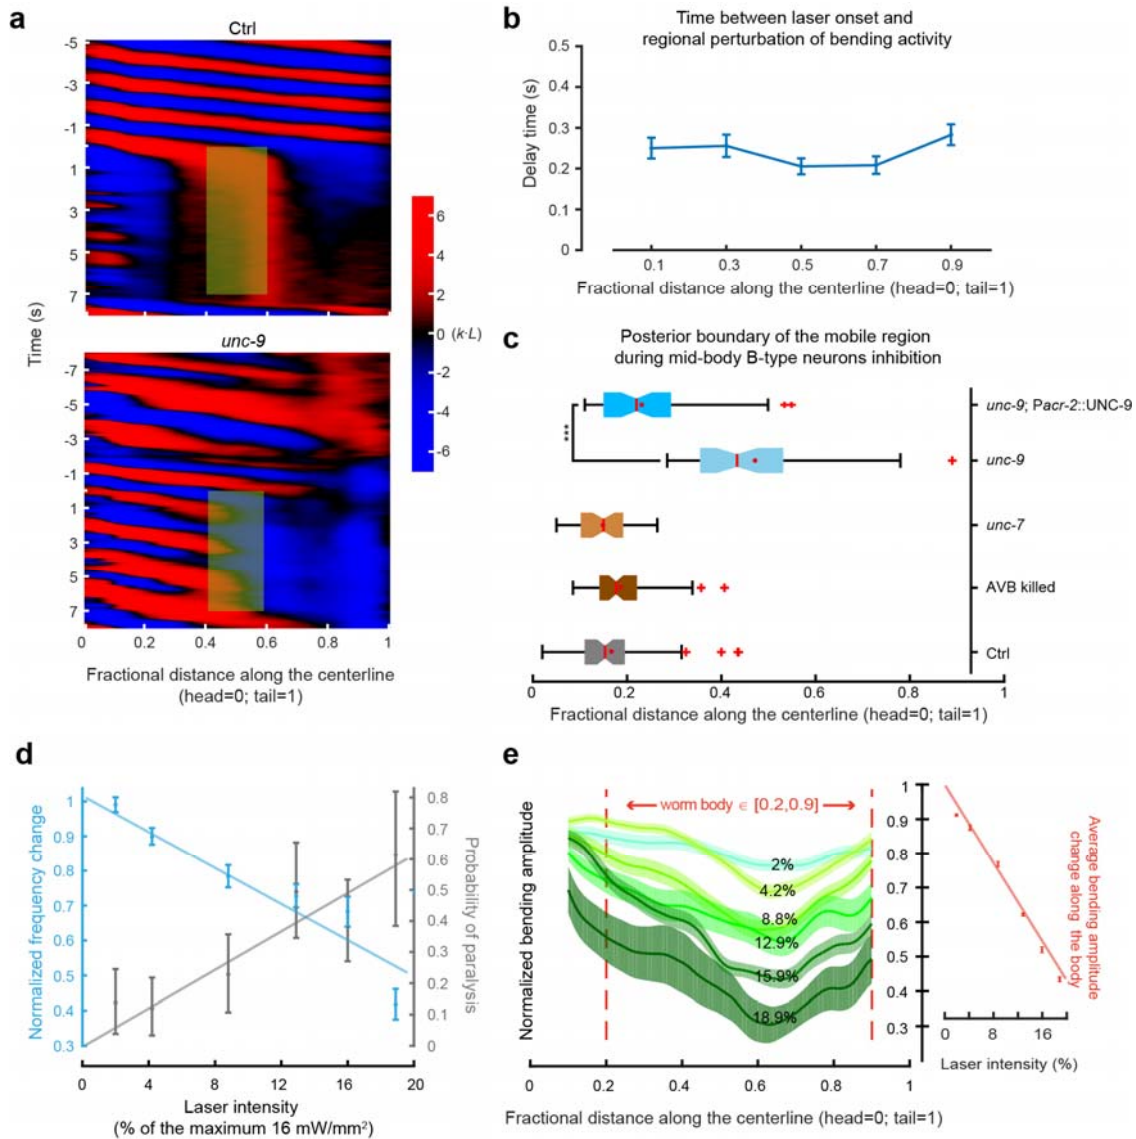 a
Ctrl
-5
-3
-1
1
3
5
7
unc-9
-7
-5
-3
-1
1
3
5
7
Time (s)
0 0.2 0.4 0.6 0.8 1
Fractional distance along the centerline
(head=0; tail=1)
6
4
2
0 (k·L)
-2
-4
-6
b
Time between laser onset and
regional perturbation of bending activity
Delay time (s)
0.5
0.4
0.3
0.2
0.1
0
0.1 0.3 0.5 0.7 0.9
Fractional distance along the centerline (head=0; tail=1)
c
Posterior boundary of the mobile region
during mid-body B-type neurons inhibition
***
unc-9; Pacr-2::UNC-9
unc-9
unc-7
AVB killed
Ctrl
0 0.2 0.4 0.6 0.8 1
Fractional distance along the centerline (head=0; tail=1)
d
Normalized frequency change
1
0.9
0.8
0.7
0.6
0.5
0.4
0.3
0.8
0.7
0.6
0.5
0.4
0.3
0.2
0.1
0
Probability of paralysis
0 4 8 12 16 20
Laser intensity
(% of the maximum 16 mW/mm²)
e
Normalized bending amplitude
worm body ∈ [0.2,0.9]
2%
4.2%
8.8%
12.9%
15.9%
18.9%
0 0.2 0.4 0.6 0.8 1
Fractional distance along the centerline (head=0; tail=1)
1
0.9
0.8
0.7
0.6
0.5
0.4
0.3
0 8 16
Laser intensity (%)
Average bending amplitude
change along the body